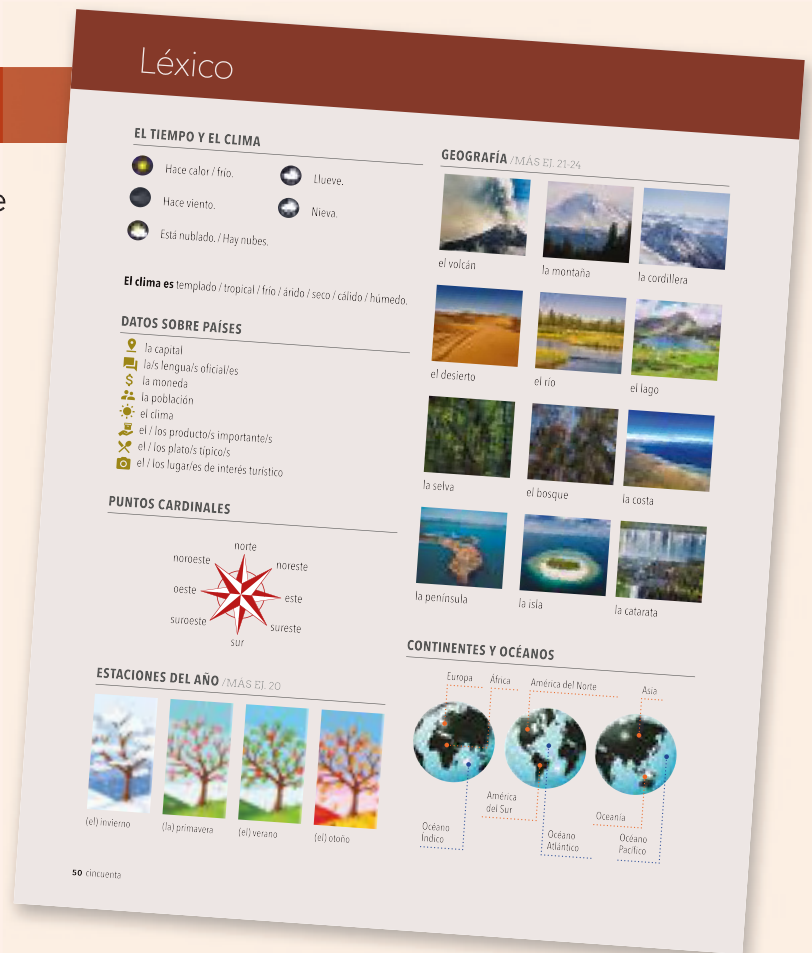 Léxico
EL TIEMPO Y EL CLIMA
Hace calor / frío.
Llueve.
Hace viento.
Nieva.
Está nublado. / Hay nubes.
El clima es templado / tropical / frío / árido / seco / cálido / húmedo.
DATOS SOBRE PAÍSES
la capital
la/s lengua/s oficial/es
la moneda
la población
el clima
el / los producto/s importante/s
el / los plato/s típico/s
el / los lugar/es de interés turístico
PUNTOS CARDINALES
norte
noroeste
noreste
oeste
este
suroeste
sureste
sur
ESTACIONES DEL AÑO /MÁS EJ. 20
(el) invierno
(la) primavera
(el) verano
(el) otoño
50 cincuenta
GEOGRAFÍA /MÁS EJ. 21-24
el volcán
la montaña
la cordillera
el desierto
el río
el lago
la selva
el bosque
la costa
la península
la isla
la catarata
CONTINENTES Y OCÉANOS
Europa
África
América del Norte
Asia
América
del Sur
Oceanía
Océano
Índico
Océano
Atlántico
Océano
Pacífico
e